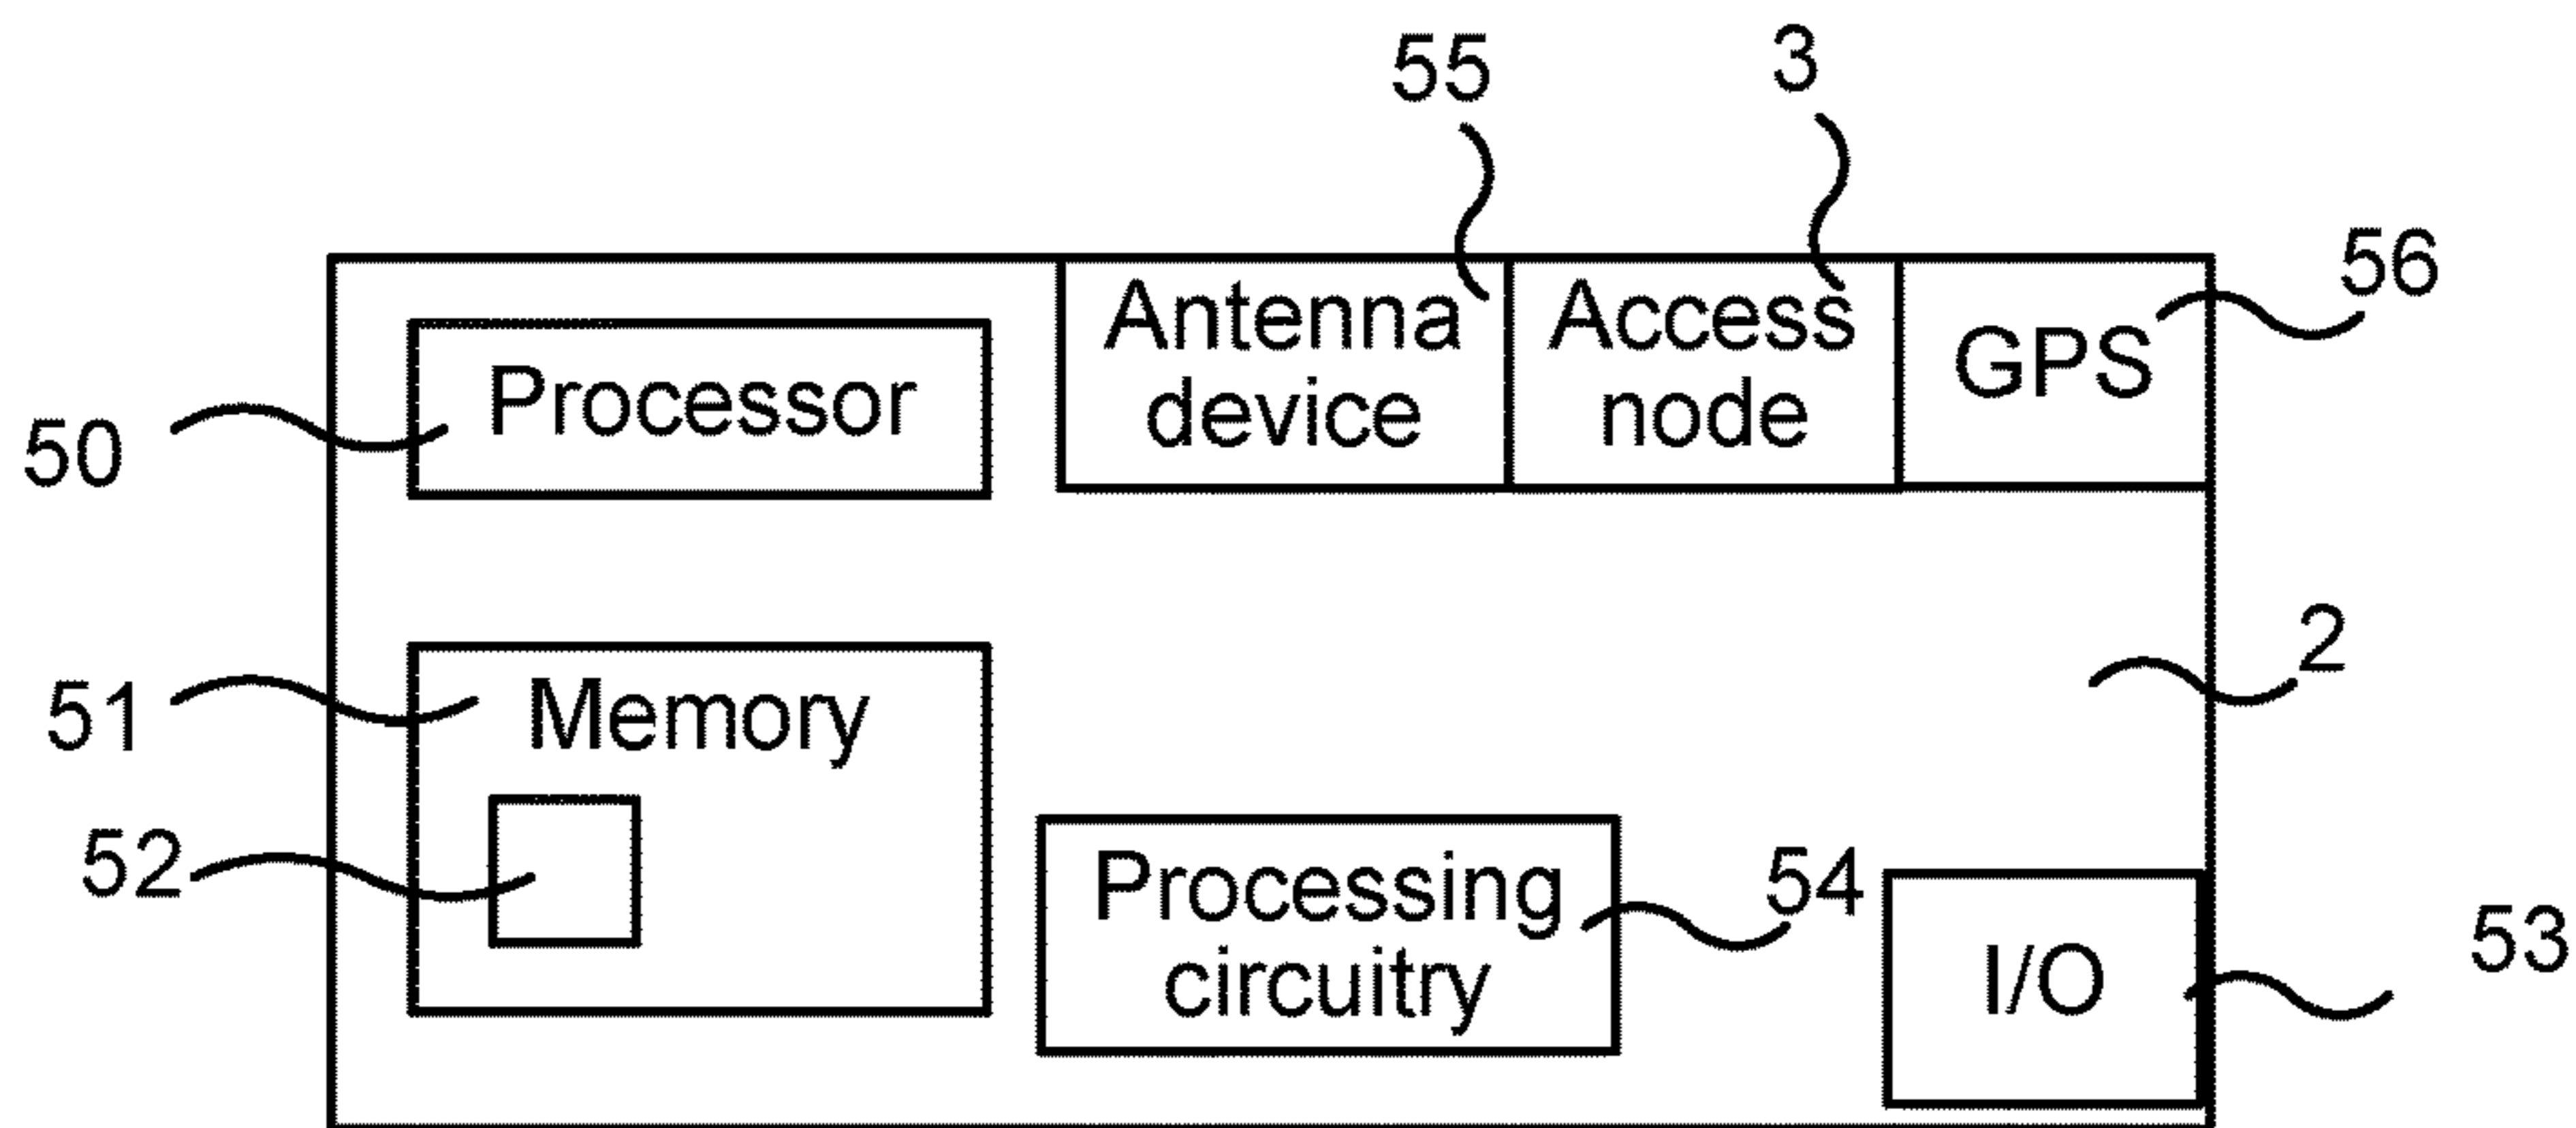 55
3
56
Antenna
device
Access
node
GPS
Processor
50
2
51
Memory
52
Processing
circuitry
54
I/O
53